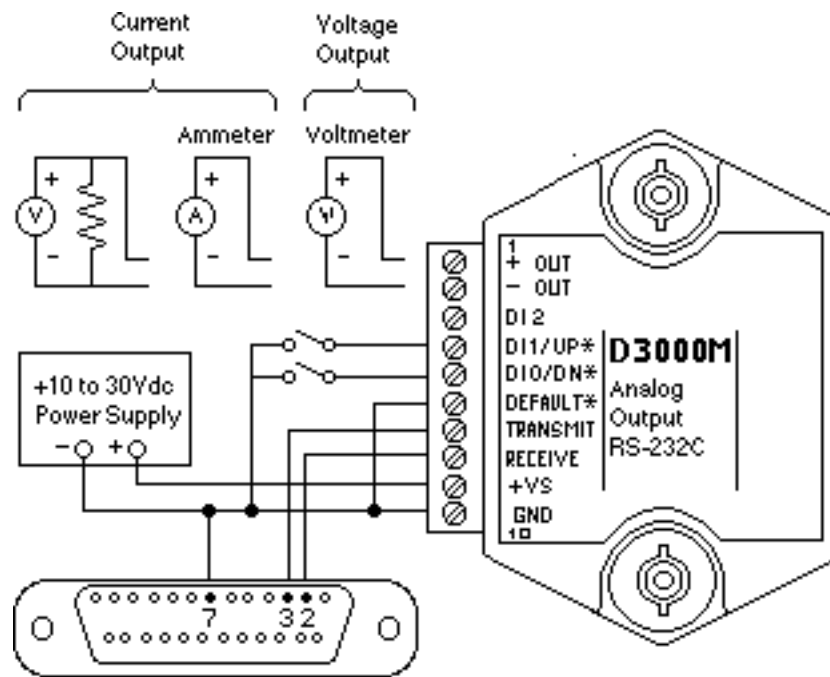 Current
Output
Voltage
Output
Ammeter
Voltmeter
+
+
+
V
A
V
-
-
-
1
+ OUT
- OUT
DI2
DI1/UP*
DI0/DN*
DEFAULT*
TRANSMIT
RECEIVE
+VS
GND
10
D3000M
Analog
Output
RS-232C
+10 to 30Vdc
Power Supply
- +
7 3 2